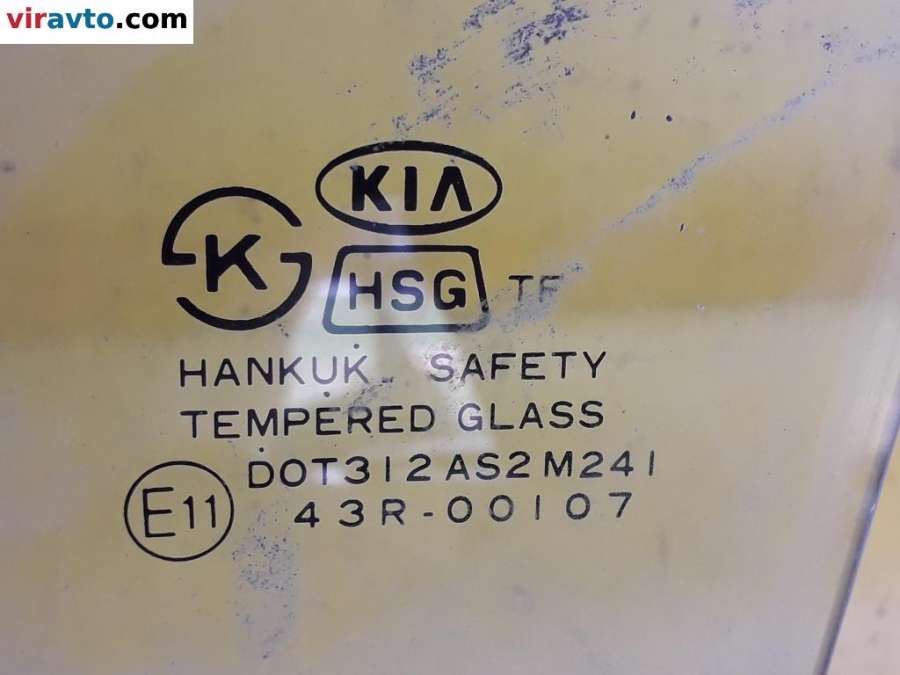 viravto.com
KIA
K
HSG TF
HANKUK SAFETY
TEMPERED GLASS
DOT312AS2M241
E11
43R-00107